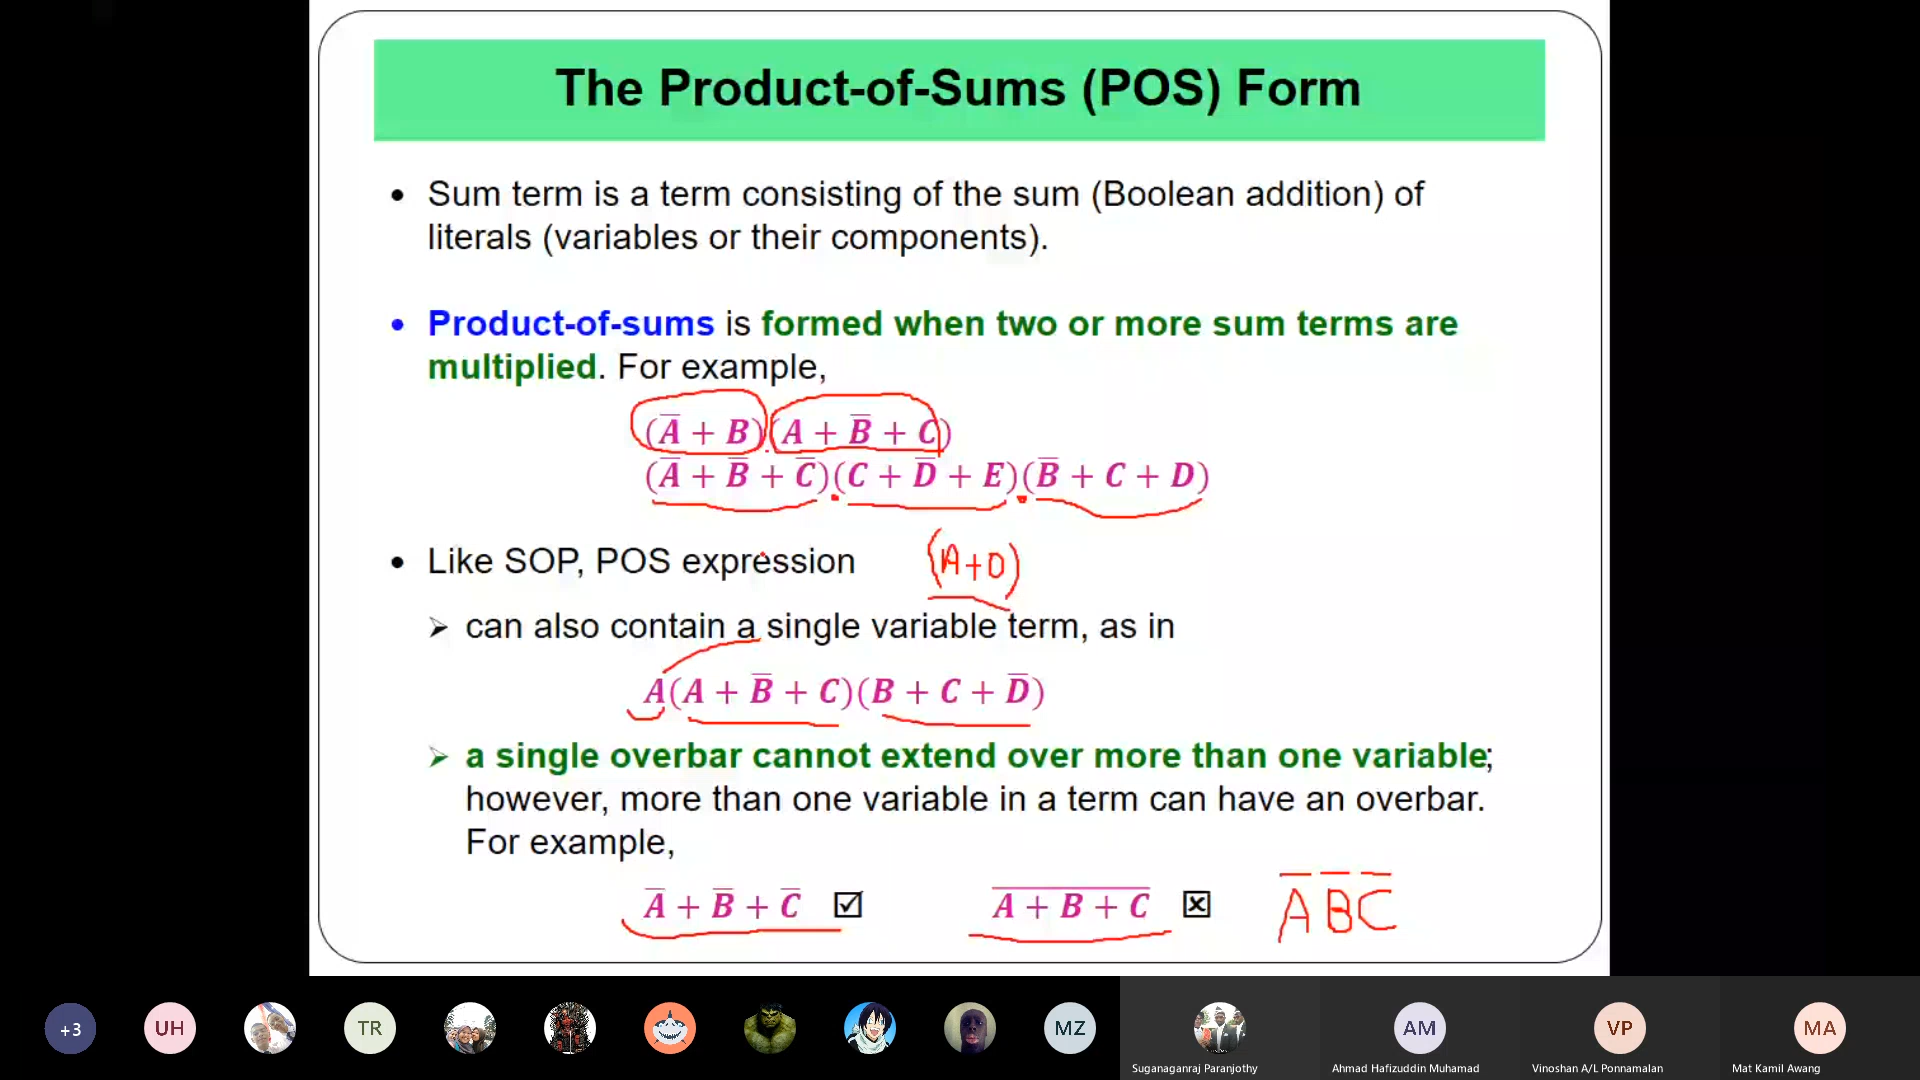 The Product-of-Sums (POS) Form
• Sum term is a term consisting of the sum (Boolean addition) of
literals (variables or their components).
• Product-of-sums is formed when two or more sum terms are
multiplied. For example,
(A̅ + B)(A + B̅ + C)
(A̅ + B̅ + C̅)(C + D̅ + E)(B̅ + C + D)
• Like SOP, POS expression
(A+D)
➢ can also contain a single variable term, as in
A(A + B̅ + C)(B + C + D̅)
➢ a single overbar cannot extend over more than one variable;
however, more than one variable in a term can have an overbar.
For example,
A̅ + B̅ + C̅ ☑ A̅ ̅+̅ ̅B̅ ̅+̅ ̅C̅ ☒ A̅ B̅ C̅
+3 UH TR MZ AM VP MA
Suganaganraj Paranjothy Ahmad Hafizuddin Muhamad Vinoshan A/L Ponnamalan Mat Kamil Awang